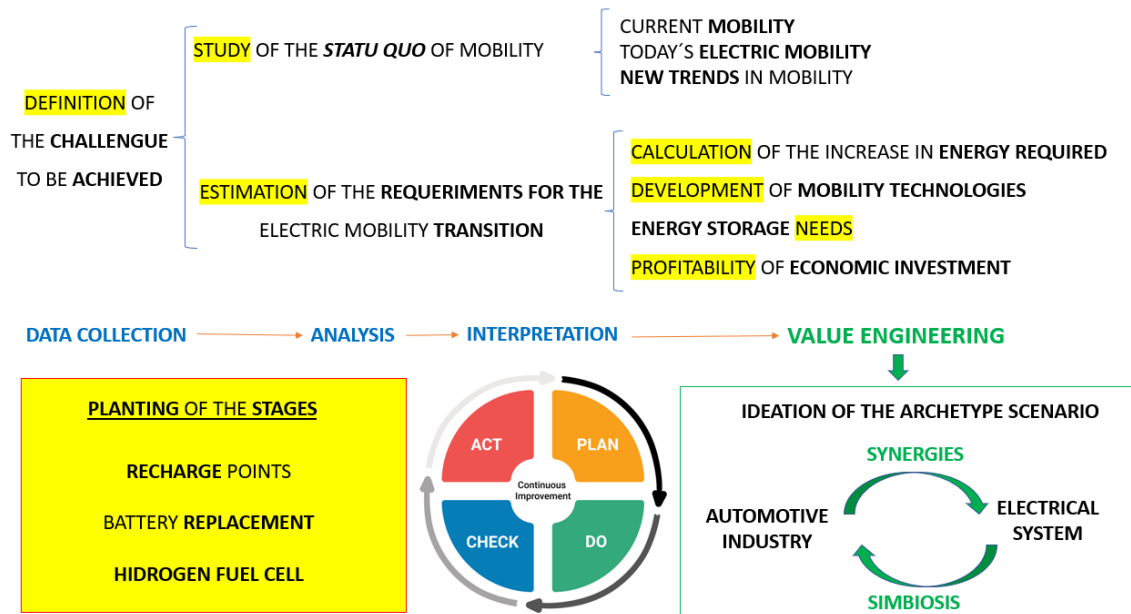 DEFINITION OF
THE CHALLENGUE
TO BE ACHIEVED
STUDY OF THE STATU QUO OF MOBILITY
CURRENT MOBILITY
TODAY´S ELECTRIC MOBILITY
NEW TRENDS IN MOBILITY
ESTIMATION OF THE REQUERIMENTS FOR THE
ELECTRIC MOBILITY TRANSITION
CALCULATION OF THE INCREASE IN ENERGY REQUIRED
DEVELOPMENT OF MOBILITY TECHNOLOGIES
ENERGY STORAGE NEEDS
PROFITABILITY OF ECONOMIC INVESTMENT
DATA COLLECTION
ANALYSIS
INTERPRETATION
VALUE ENGINEERING
PLANTING OF THE STAGES
RECHARGE POINTS
BATTERY REPLACEMENT
HIDROGEN FUEL CELL
ACT
PLAN
Continuous
Improvement
CHECK
DO
IDEATION OF THE ARCHETYPE SCENARIO
SYNERGIES
AUTOMOTIVE
INDUSTRY
ELECTRICAL
SYSTEM
SIMBIOSIS